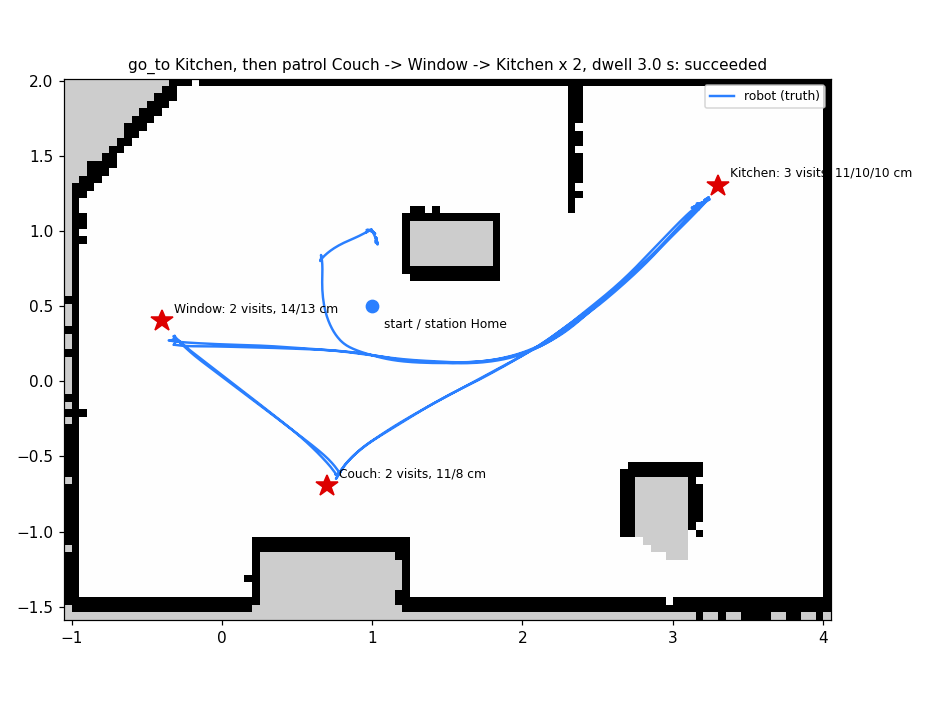 go_to Kitchen, then patrol Couch -> Window -> Kitchen x 2, dwell 3.0 s: succeeded
robot (truth)
Kitchen: 3 visits, 11/10/10 cm
Window: 2 visits, 14/13 cm
start / station Home
Couch: 2 visits, 11/8 cm
2.0
1.5
1.0
0.5
0.0
−0.5
−1.0
−1.5
−1 0 1 2 3 4